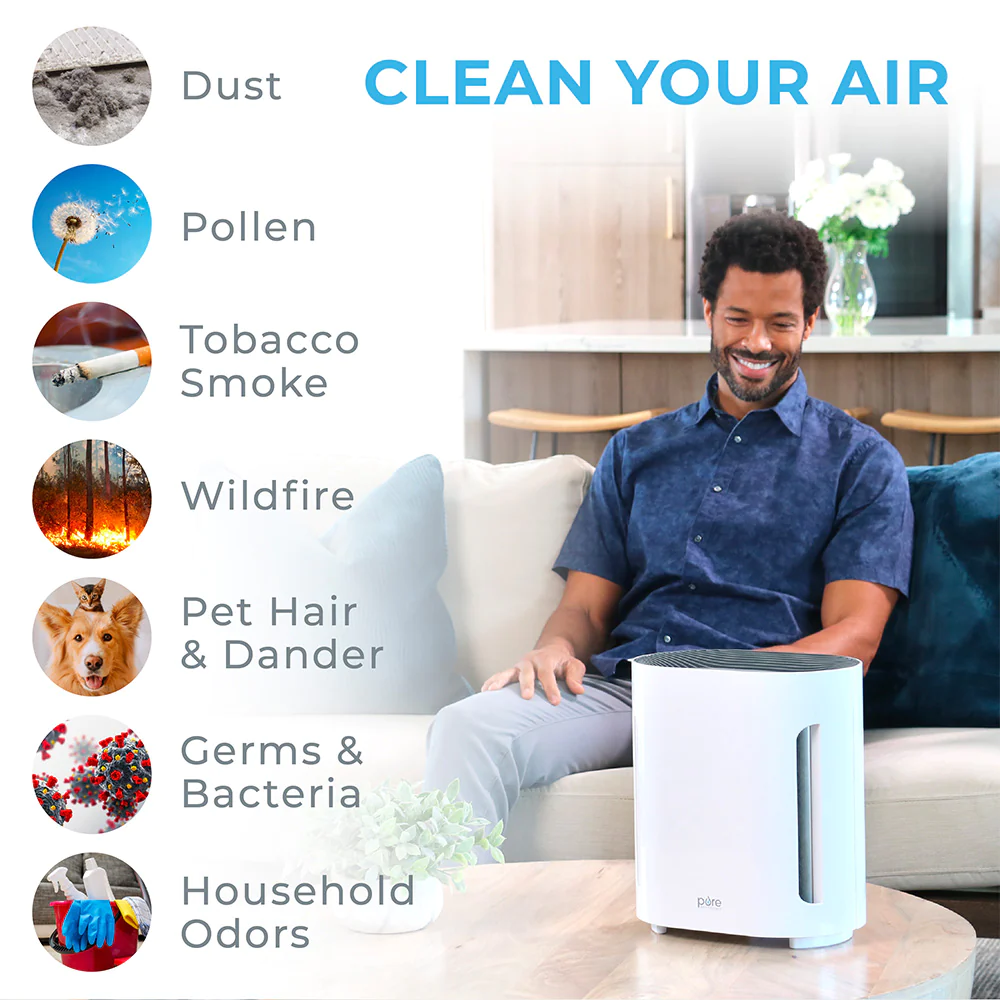 CLEAN YOUR AIR
Dust
Pollen
Tobacco
Smoke
Wildfire
Pet Hair
& Dander
Germs &
Bacteria
Household
Odors
pure